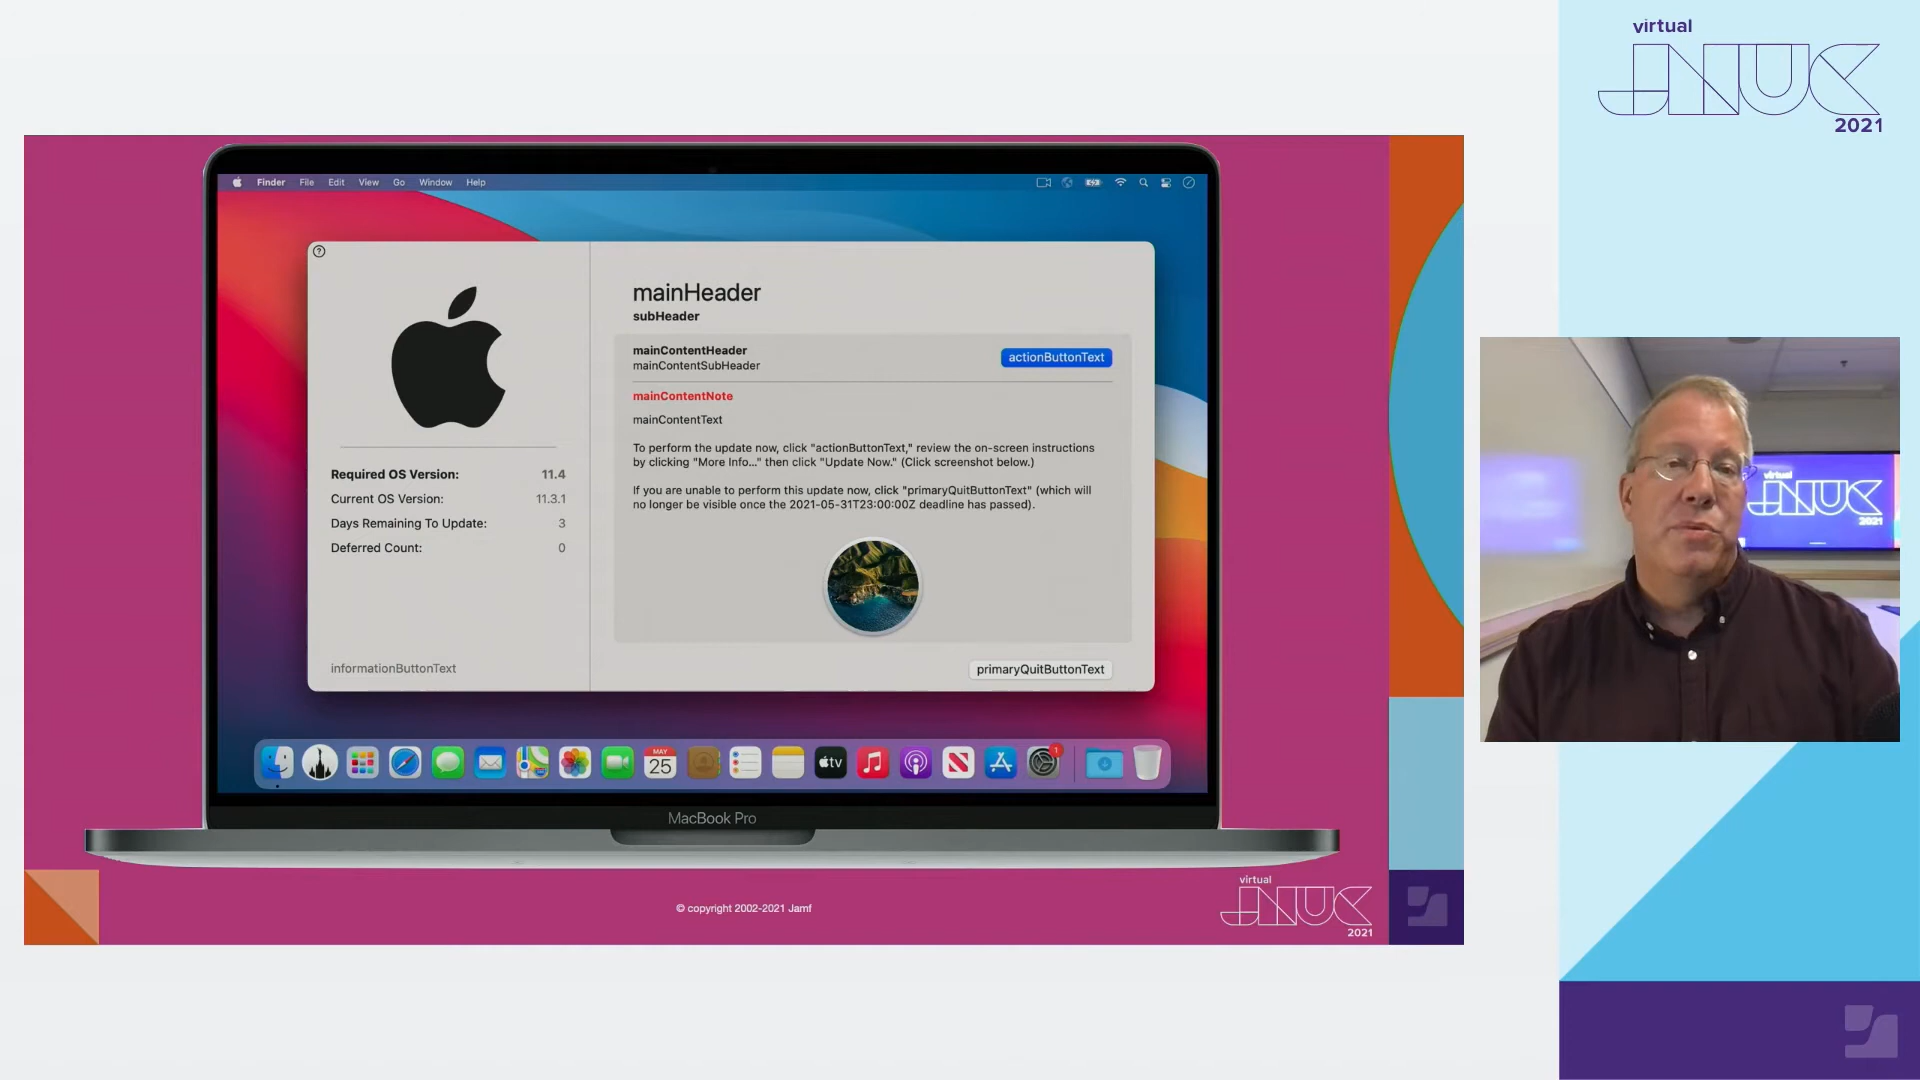 virtual
JNUC
2021
Finder File Edit View Go Window Help
?
mainHeader
subHeader
mainContentHeader
mainContentSubHeader
actionButtonText
mainContentNote
mainContentText
To perform the update now, click "actionButtonText," review the on-screen instructions
by clicking "More Info..." then click "Update Now." (Click screenshot below.)
If you are unable to perform this update now, click "primaryQuitButtonText" (which will
no longer be visible once the 2021-05-31T23:00:00Z deadline has passed).
Required OS Version: 11.4
Current OS Version: 11.3.1
Days Remaining To Update: 3
Deferred Count: 0
informationButtonText
primaryQuitButtonText
MAY
25
tv
1
MacBook Pro
© copyright 2002-2021 Jamf
virtual
JNUC
2021
virtual
JNUC
2021